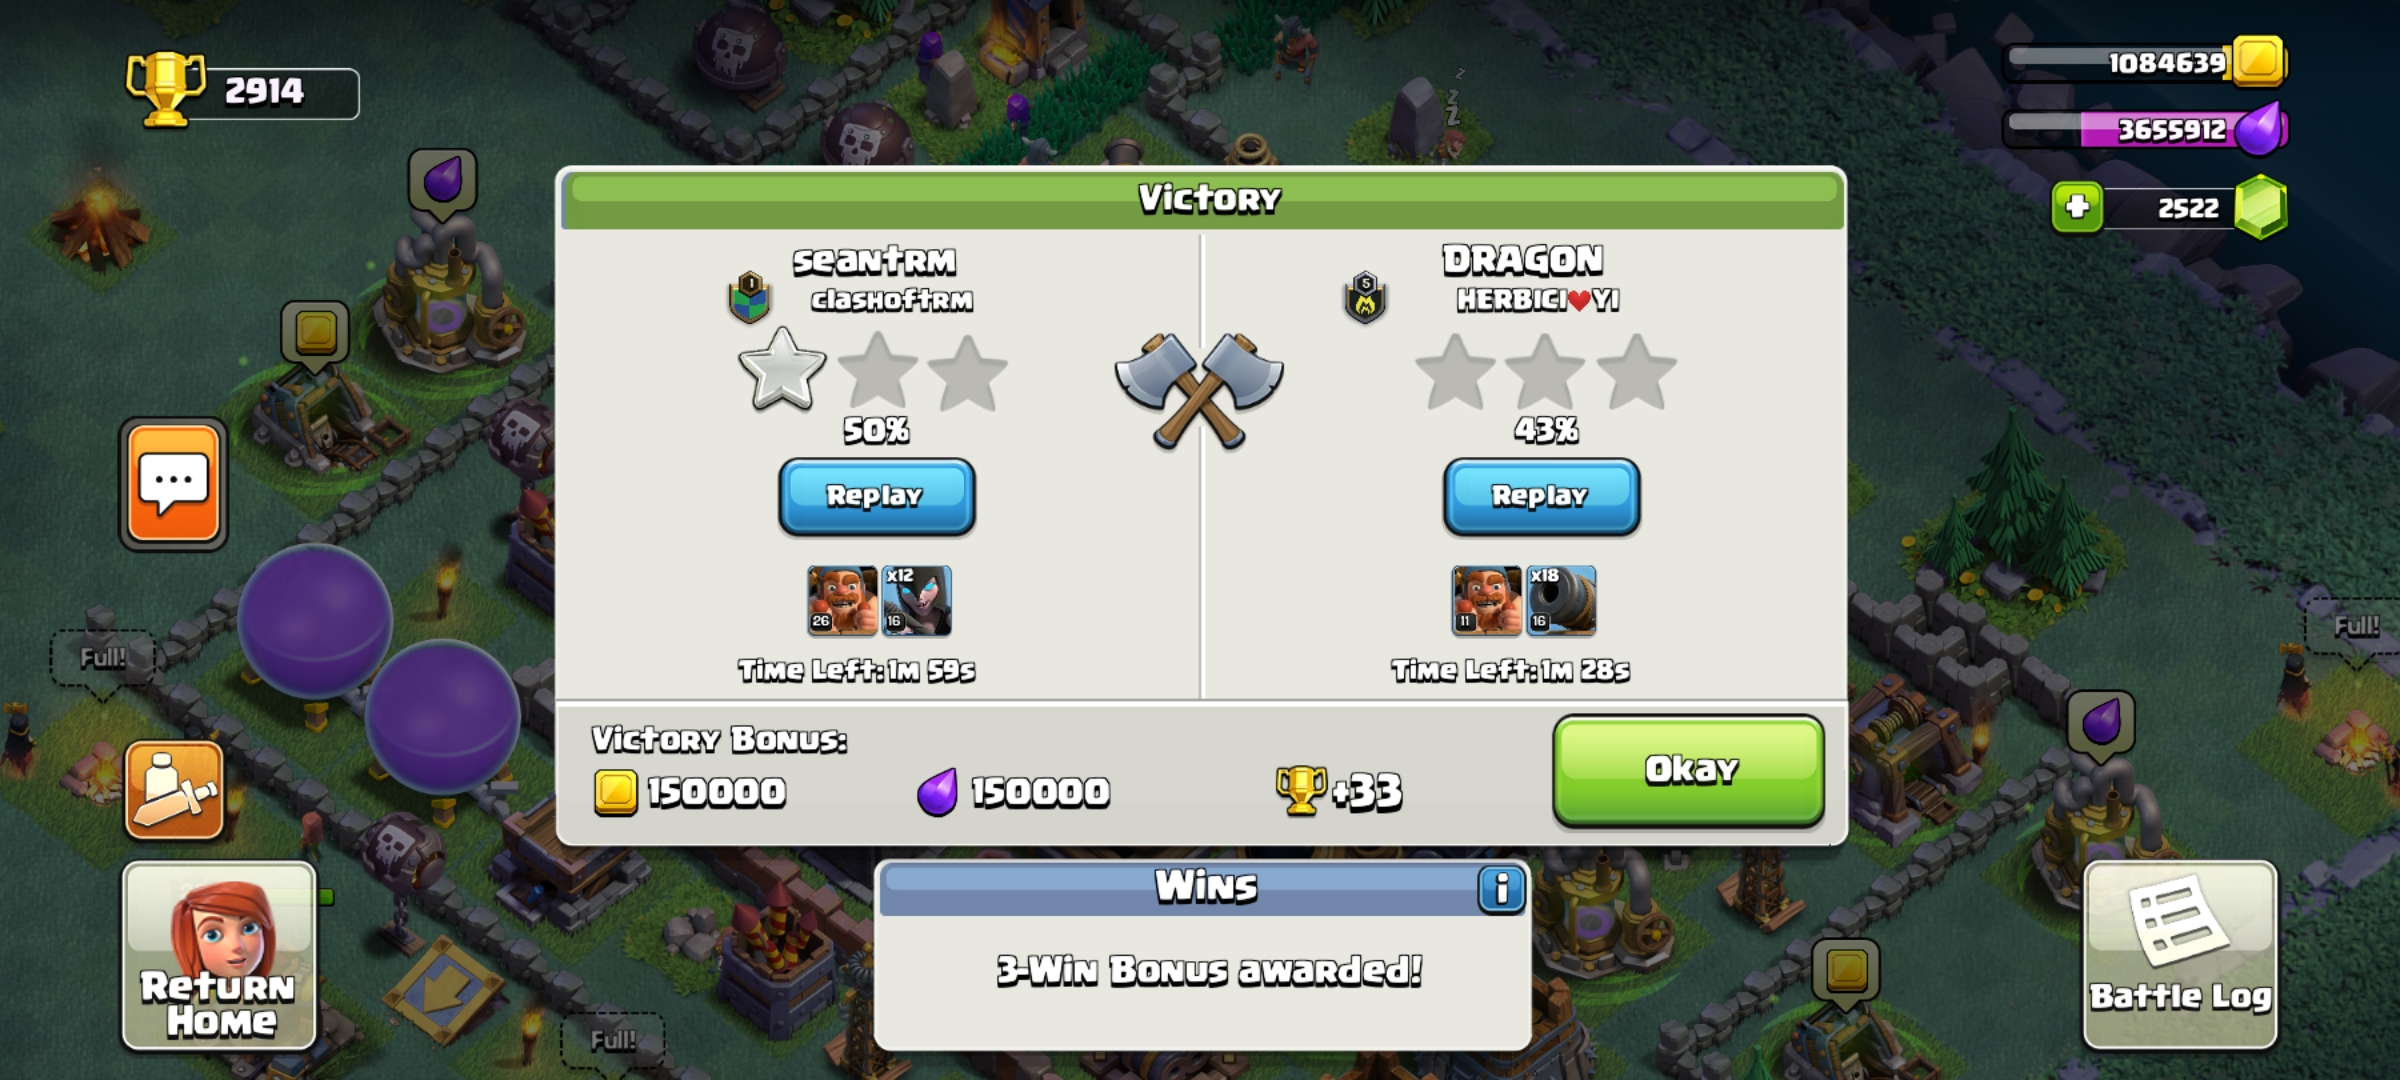 2914
1084639
3655912
2522
Victory
seantrm
clashoftrm
1
50%
Replay
x12
26
16
Time Left: 1m 59s
DRAGON
HERBICI❤️YI
5
43%
Replay
x18
11
16
Time Left: 1m 28s
Victory Bonus:
150000
150000
+33
Okay
Wins
i
3-Win Bonus awarded!
Full!
Full!
Full!
z
z
z
Return
Home
Battle Log